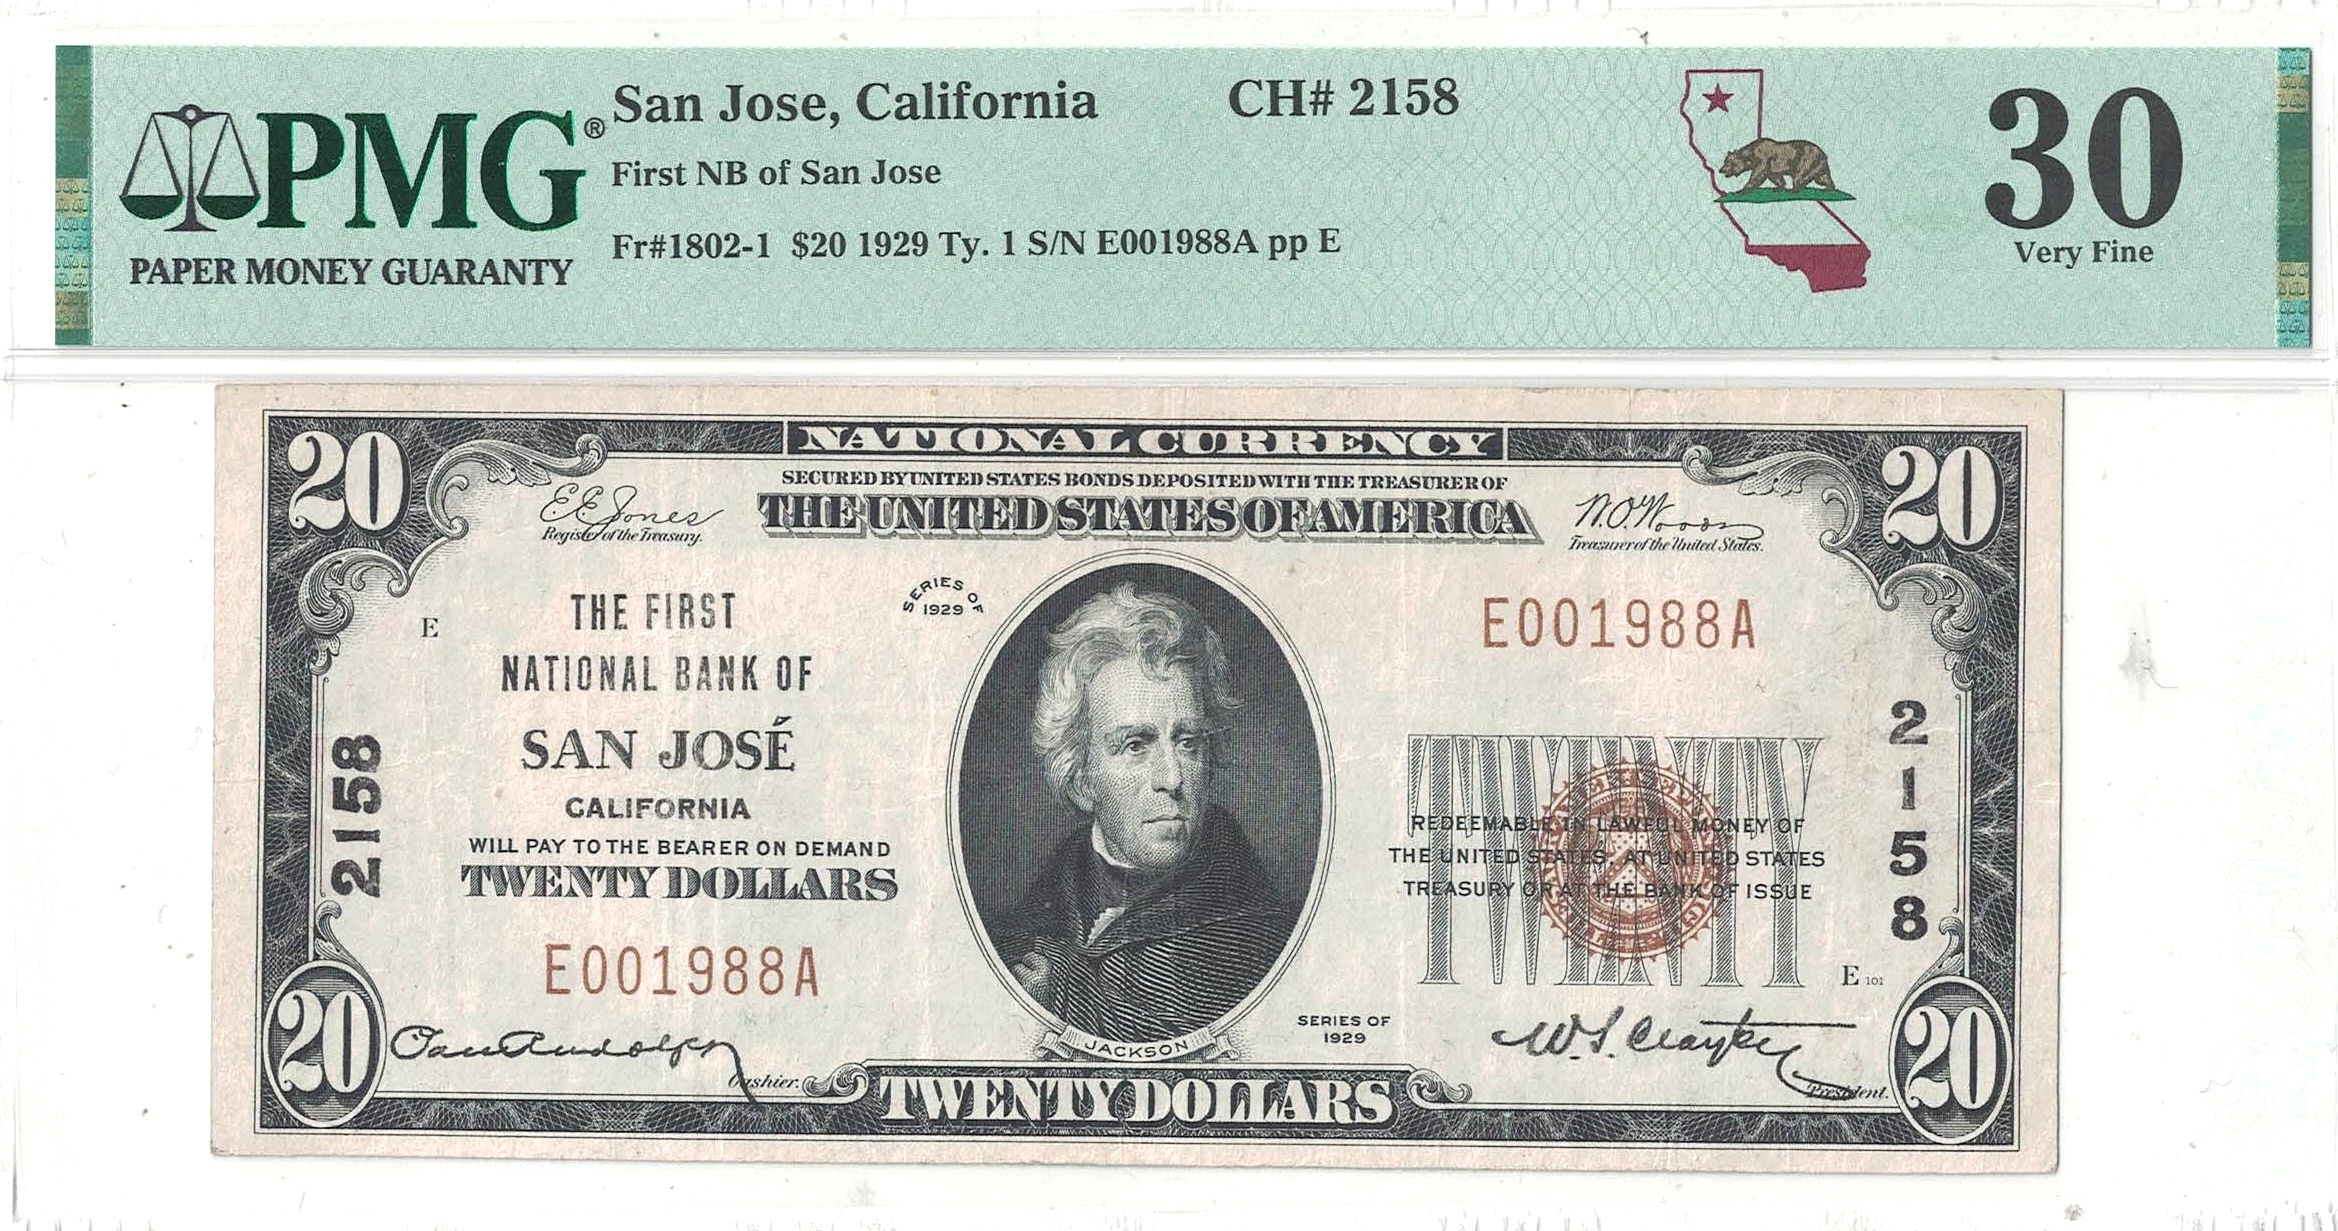 PMG®
PAPER MONEY GUARANTY
San Jose, California CH# 2158
First NB of San Jose
Fr#1802-1 $20 1929 Ty. 1 S/N E001988A pp E
30
Very Fine
NATIONAL CURRENCY
SECURED BY UNITED STATES BONDS DEPOSITED WITH THE TREASURER OF
THE UNITED STATES OF AMERICA
20
20
E.E. Jones
Register of the Treasury.
W.O. Woods
Treasurer of the United States.
SERIES OF
1929
E
THE FIRST
NATIONAL BANK OF
SAN JOSÉ
CALIFORNIA
WILL PAY TO THE BEARER ON DEMAND
TWENTY DOLLARS
E001988A
2158
E001988A
2158
TWENTY
REDEEMABLE IN LAWFUL MONEY OF
THE UNITED STATES, AT UNITED STATES
TREASURY OR AT THE BANK OF ISSUE
E 101
JACKSON
SERIES OF
1929
Cashier.
President.
20
TWENTY DOLLARS
20